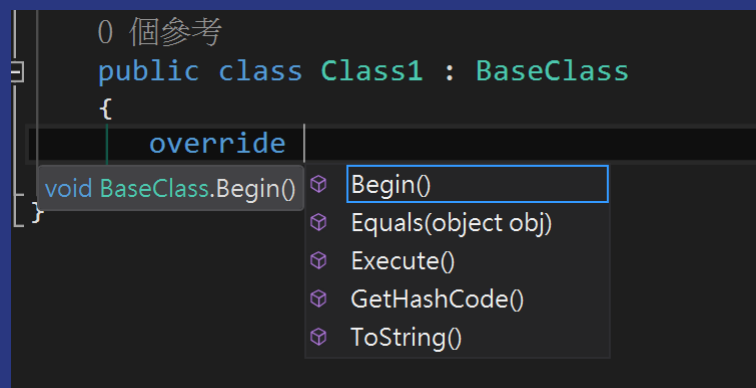 0 個參考
public class Class1 : BaseClass
{
override
void BaseClass.Begin()
Begin()
Equals(object obj)
Execute()
GetHashCode()
ToString()
}